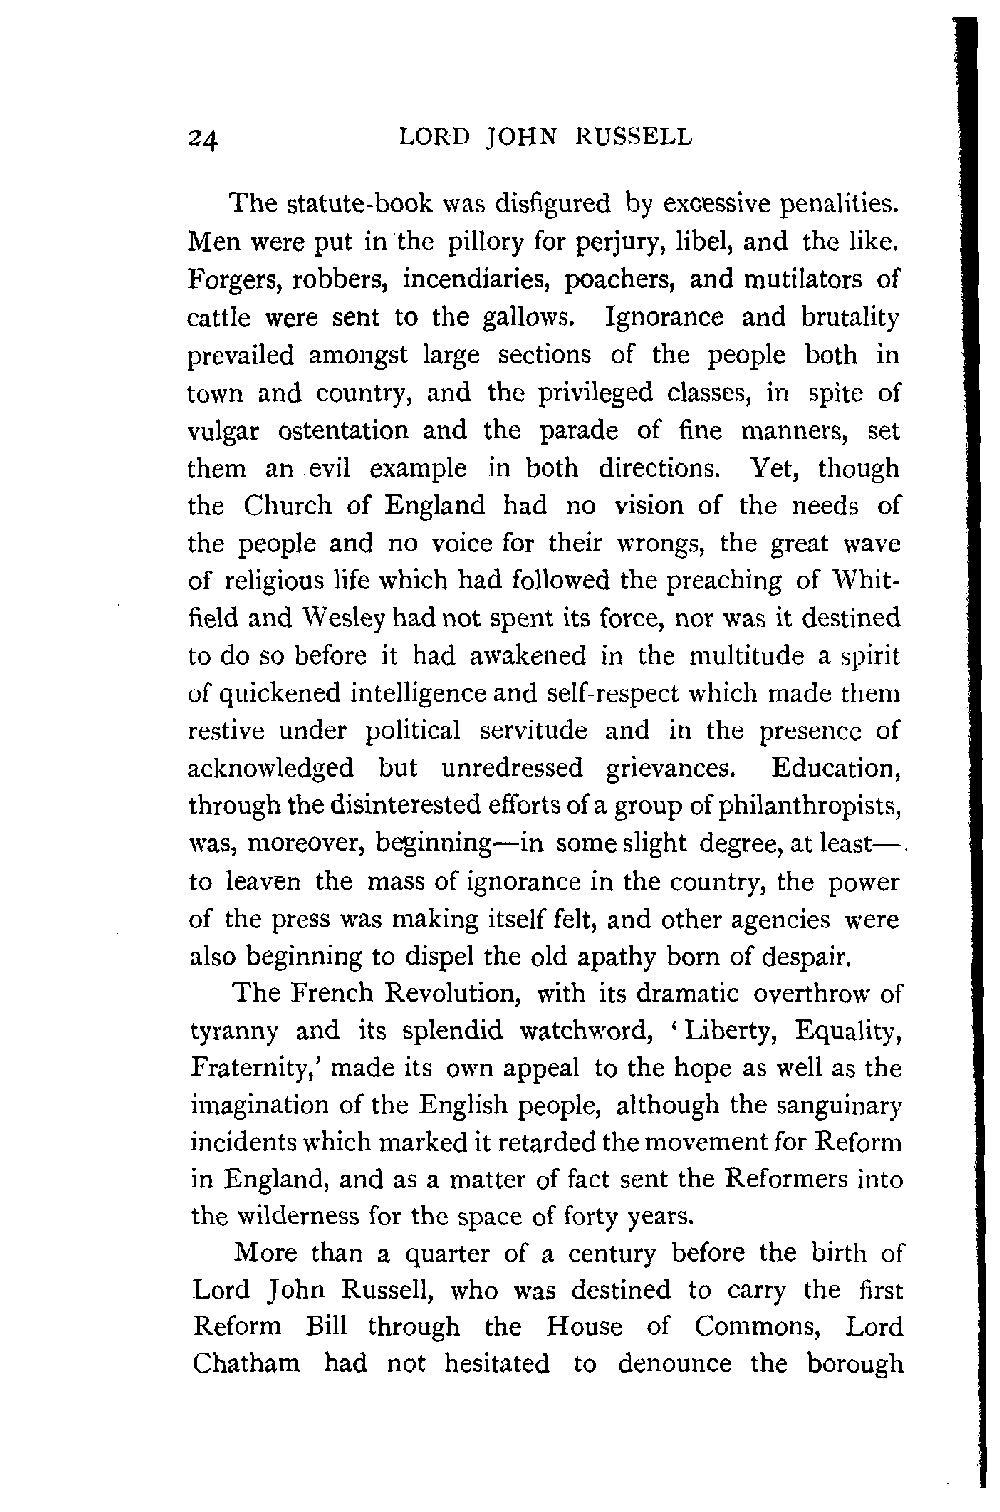 24 LORD JOHN RUSSELL
The statute-book was disfigured by excessive penalities.
Men were put in the pillory for perjury, libel, and the like.
Forgers, robbers, incendiaries, poachers, and mutilators of
cattle were sent to the gallows. Ignorance and brutality
prevailed amongst large sections of the people both in
town and country, and the privileged classes, in spite of
vulgar ostentation and the parade of fine manners, set
them an evil example in both directions. Yet, though
the Church of England had no vision of the needs of
the people and no voice for their wrongs, the great wave
of religious life which had followed the preaching of Whit-
field and Wesley had not spent its force, nor was it destined
to do so before it had awakened in the multitude a spirit
of quickened intelligence and self-respect which made them
restive under political servitude and in the presence of
acknowledged but unredressed grievances. Education,
through the disinterested efforts of a group of philanthropists,
was, moreover, beginning—in some slight degree, at least—
to leaven the mass of ignorance in the country, the power
of the press was making itself felt, and other agencies were
also beginning to dispel the old apathy born of despair.
The French Revolution, with its dramatic overthrow of
tyranny and its splendid watchword, ‘Liberty, Equality,
Fraternity,’ made its own appeal to the hope as well as the
imagination of the English people, although the sanguinary
incidents which marked it retarded the movement for Reform
in England, and as a matter of fact sent the Reformers into
the wilderness for the space of forty years.
More than a quarter of a century before the birth of
Lord John Russell, who was destined to carry the first
Reform Bill through the House of Commons, Lord
Chatham had not hesitated to denounce the borough